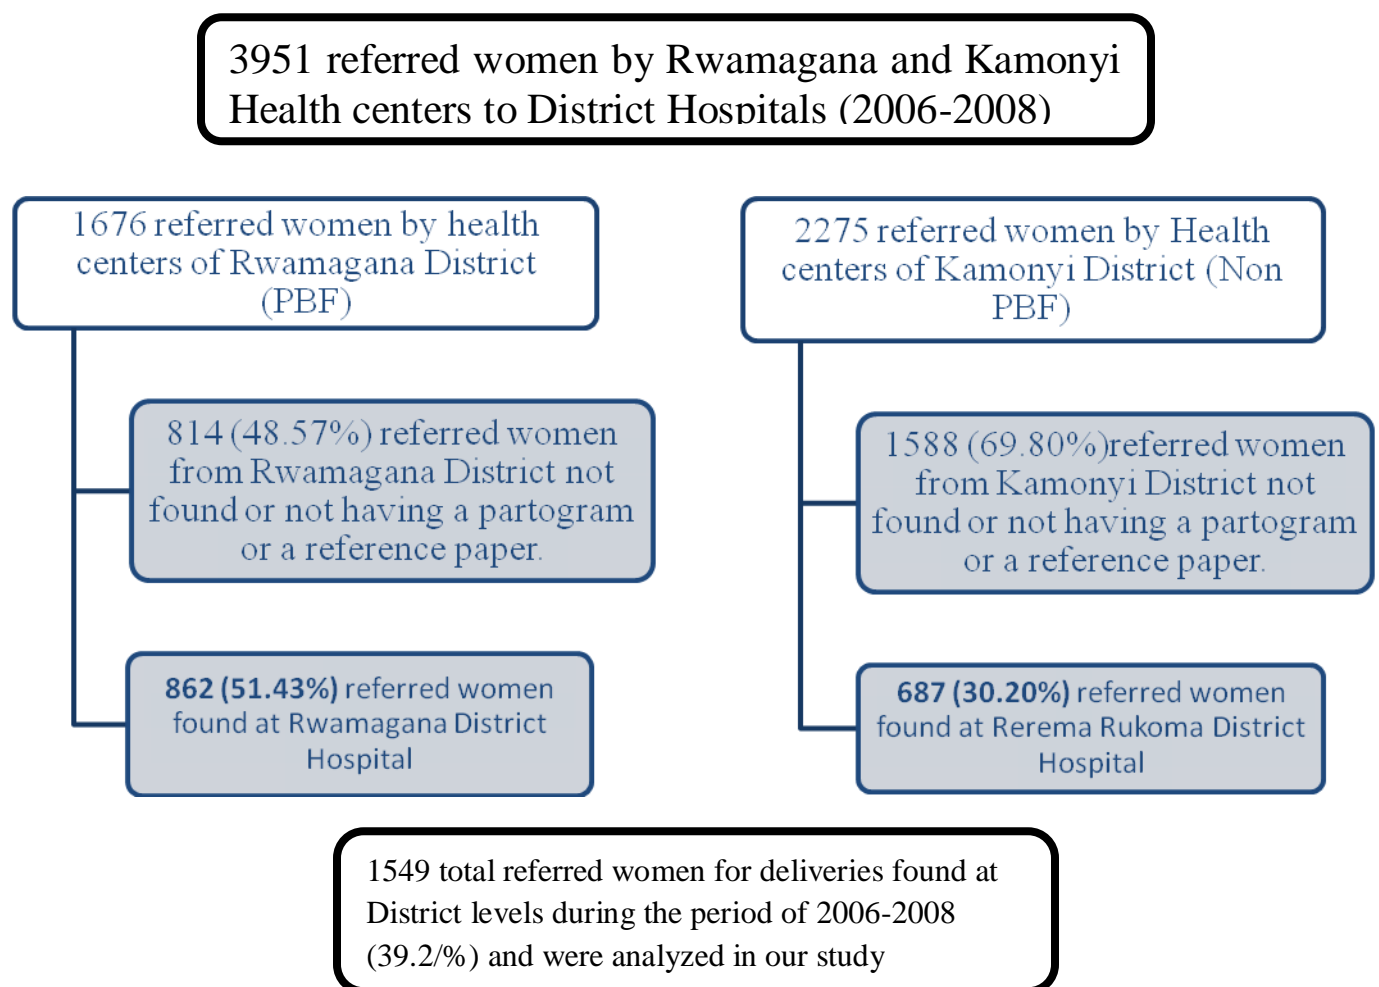 3951 referred women by Rwamagana and Kamonyi
Health centers to District Hospitals (2006-2008)
1676 referred women by health
centers of Rwamagana District
(PBF)
814 (48.57%) referred women
from Rwamagana District not
found or not having a partogram
or a reference paper.
862 (51.43%) referred women
found at Rwamagana District
Hospital
2275 referred women by Health
centers of Kamonyi District (Non
PBF)
1588 (69.80%)referred women
from Kamonyi District not
found or not having a partogram
or a reference paper.
687 (30.20%) referred women
found at Rerema Rukoma District
Hospital
1549 total referred women for deliveries found at
District levels during the period of 2006-2008
(39.2/%) and were analyzed in our study